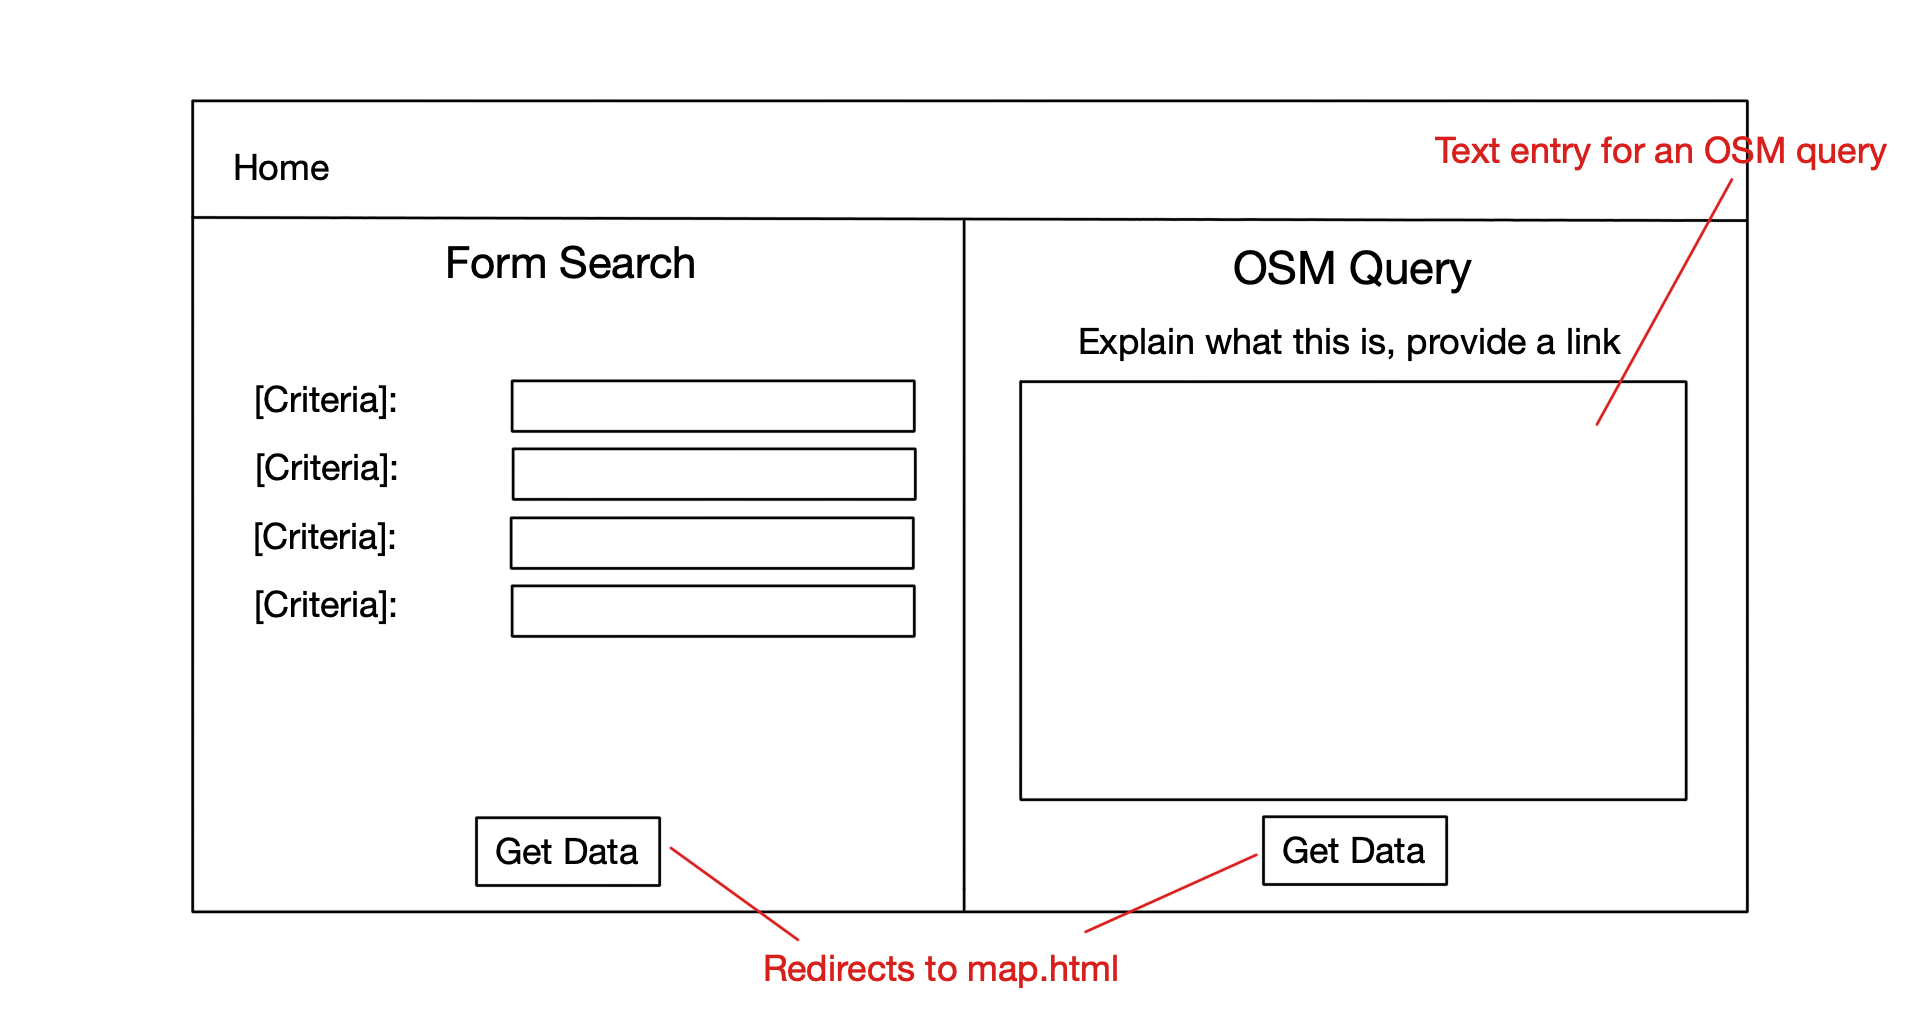 Home
Text entry for an OSM query
Form Search
[Criteria]:
[Criteria]:
[Criteria]:
[Criteria]:
Get Data
OSM Query
Explain what this is, provide a link
Get Data
Redirects to map.html